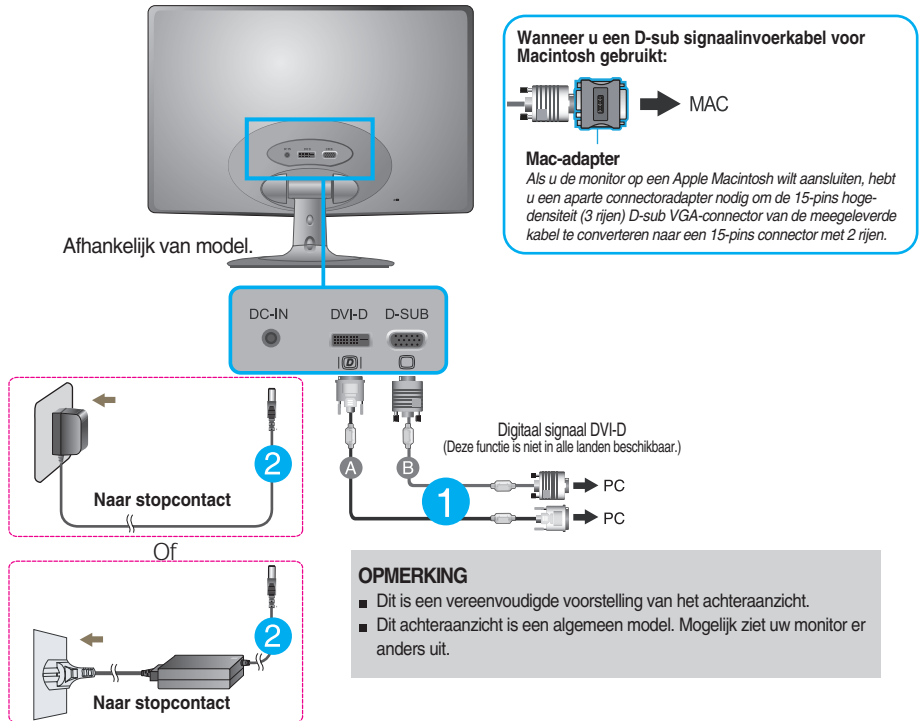 Wanneer u een D-sub signaalinvoerkabel voor
Macintosh gebruikt:
MAC
Mac-adapter
Als u de monitor op een Apple Macintosh wilt aansluiten, hebt
u een aparte connectoradapter nodig om de 15-pins hoge-
densiteit (3 rijen) D-sub VGA-connector van de meegeleverde
kabel te converteren naar een 15-pins connector met 2 rijen.
Afhankelijk van model.
DC-IN DVI-D D-SUB
D
Digitaal signaal DVI-D
(Deze functie is niet in alle landen beschikbaar.)
A B
1
PC
PC
2
Naar stopcontact
Of
2
Naar stopcontact
OPMERKING
■ Dit is een vereenvoudigde voorstelling van het achteraanzicht.
■ Dit achteraanzicht is een algemeen model. Mogelijk ziet uw monitor er
anders uit.